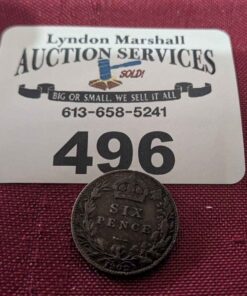 Lyndon Marshall
AUCTION SERVICES
SOLD!
BIG OR SMALL, WE SELL IT ALL
613-658-5241
496
SIX
PENCE